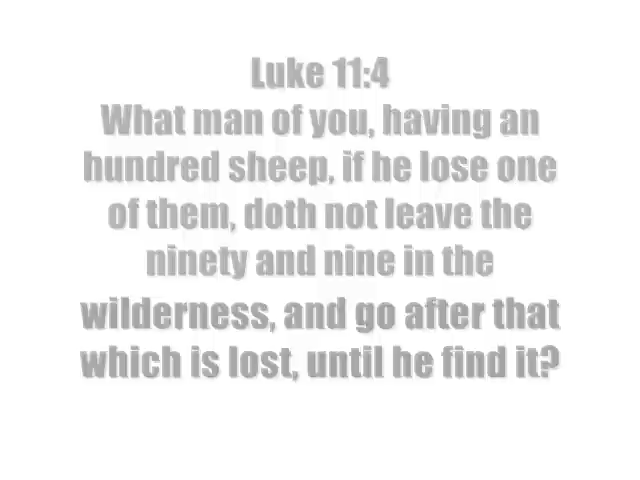 Luke 11:4
What man of you, having an
hundred sheep, if he lose one
of them, doth not leave the
ninety and nine in the
wilderness, and go after that
which is lost, until he find it?